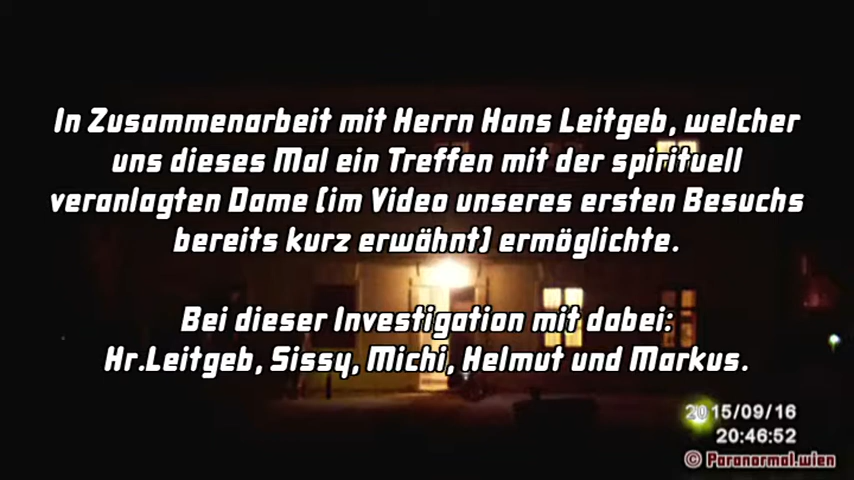 In Zusammenarbeit mit Herrn Hans Leitgeb, welcher
uns dieses Mal ein Treffen mit der spirituell
veranlagten Dame (im Video unseres ersten Besuchs
bereits kurz erwähnt) ermöglichte.
Bei dieser Investigation mit dabei:
Hr.Leitgeb, Sissy, Michi, Helmut und Markus.
2015/09/16
20:46:52
© Paranormal.wien